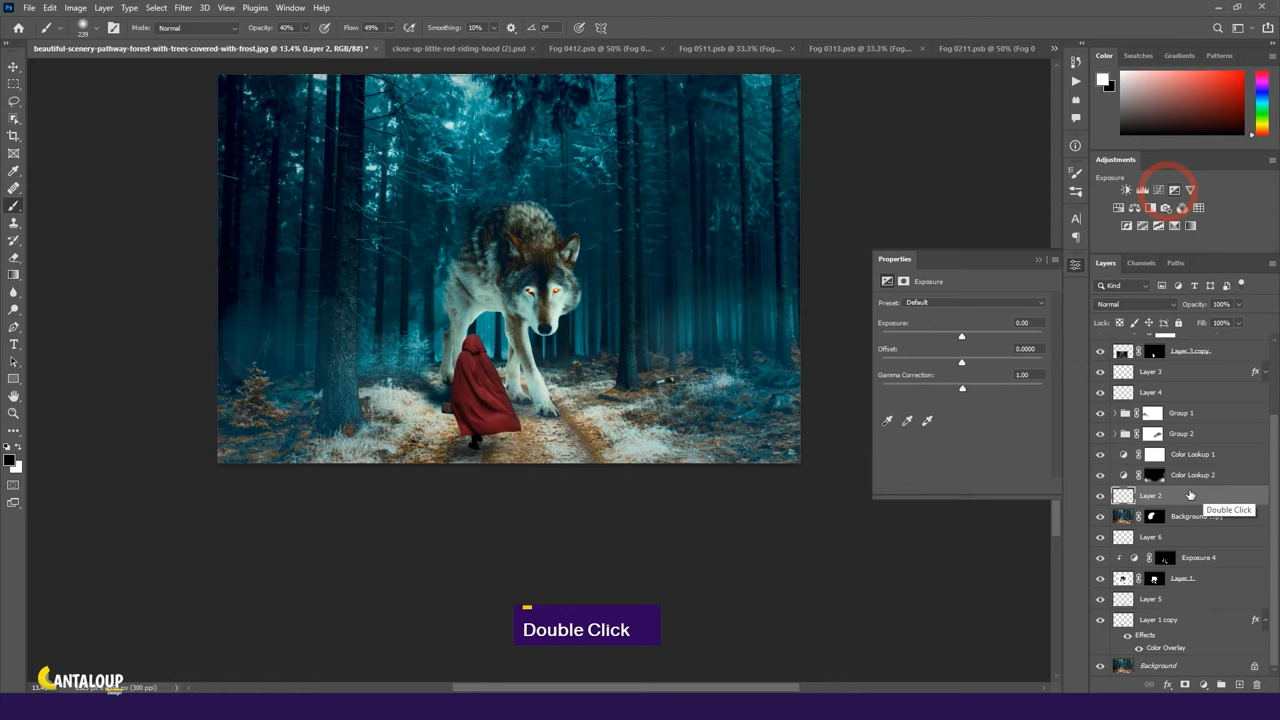 File Edit Image Layer Type Select Filter 3D View Plugins Window Help
239 Mode: Normal Opacity: 40% Flow: 49% Smoothing: 10% 0°
beautiful-scenery-pathway-forest-with-trees-covered-with-frost.jpg @ 13.4% (Layer 2, RGB/8#) * close-up-little-red-riding-hood (2).psd Fog 0412.psb @ 50% (Fog 0... Fog 0511.psb @ 33.3% (Fog... Fog 0313.psb @ 33.3% (Fog... Fog 0211.psb @ 50% (Fog 0
Color Swatches Gradients Patterns
Adjustments
Exposure
Properties
Exposure
Preset: Default
Exposure: 0.00
Offset: 0.0000
Gamma Correction: 1.00
Layers Channels Paths
Kind
Normal Opacity: 100%
Lock: Fill: 100%
Layer 3 copy
Layer 3 fx
Layer 4
Group 1
Group 2
Color Lookup 1
Color Lookup 2
Layer 2
Double Click
Background copy
Layer 6
Exposure 4
Layer 1
Layer 5
Layer 1 copy fx
Effects
Color Overlay
Background
Double Click
CANTALOUP
Design
(300 ppi)